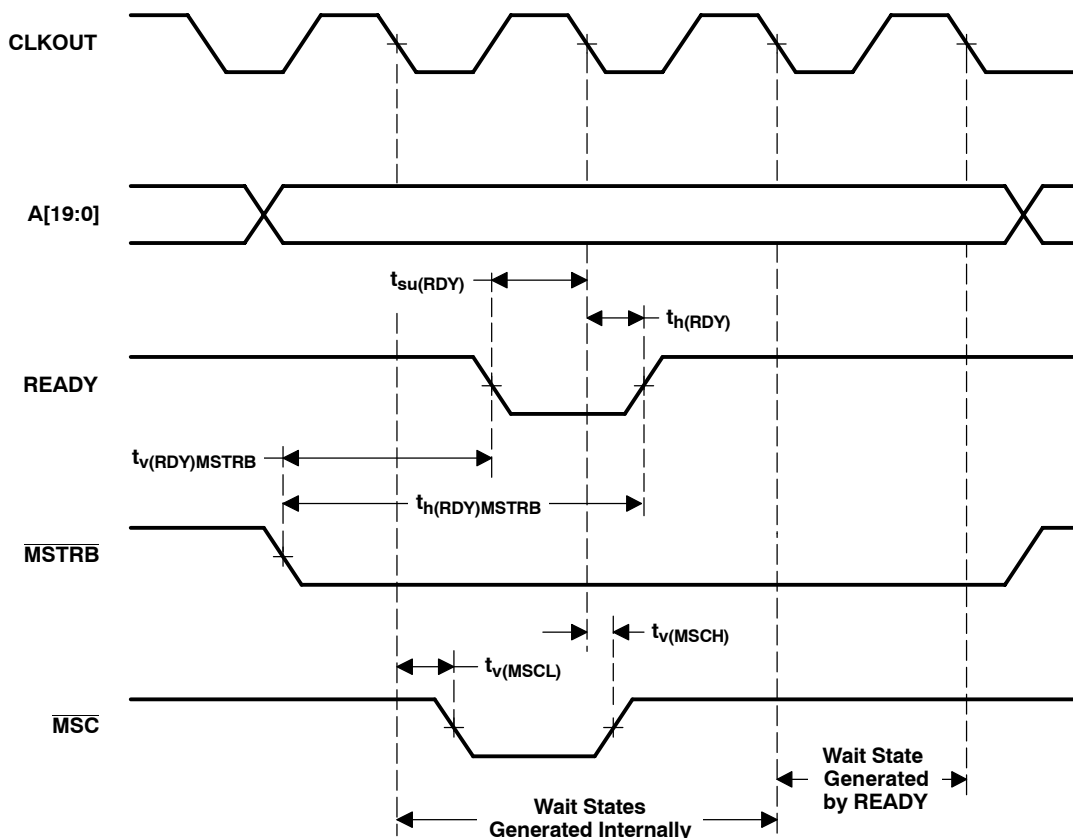 CLKOUT
A[19:0]
tsu(RDY)
th(RDY)
READY
tv(RDY)MSTRB
th(RDY)MSTRB
MSTRB
tv(MSCH)
tv(MSCL)
MSC
Wait State
Generated
by READY
Wait States
Generated Internally